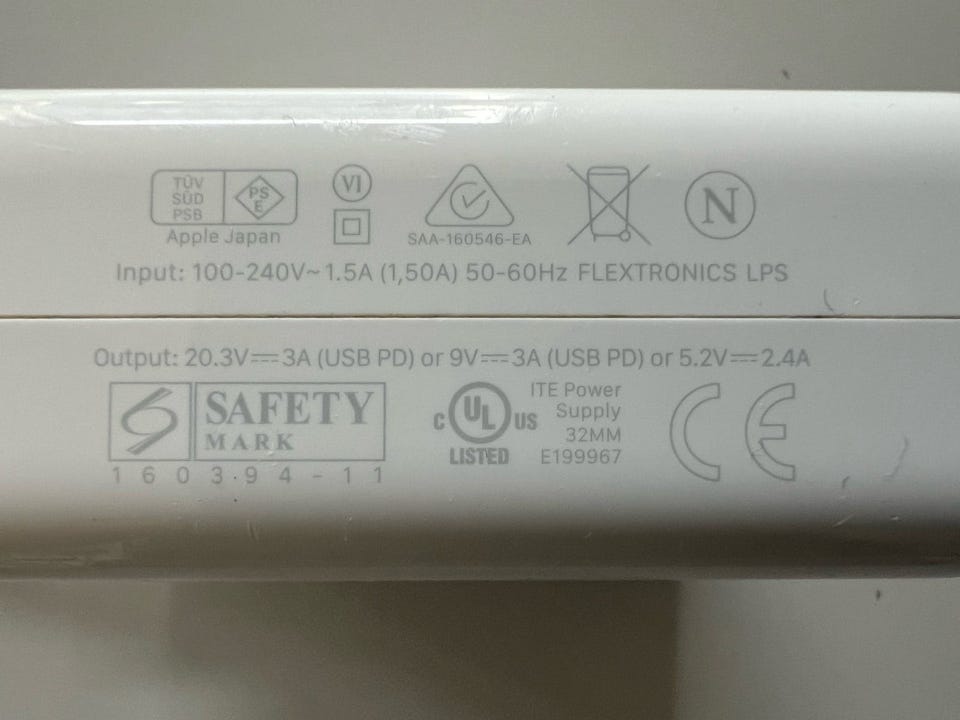 TÜV
SÜD
PSB
PS
E
VI
Apple Japan
SAA-160546-EA
N
Input: 100-240V~1.5A (1,50A) 50-60Hz FLEXTRONICS LPS
Output: 20.3V⎓3A (USB PD) or 9V⎓3A (USB PD) or 5.2V⎓2.4A
S SAFETY
MARK
160394-11
C UL US
LISTED
ITE Power
Supply
32MM
E199967
CE